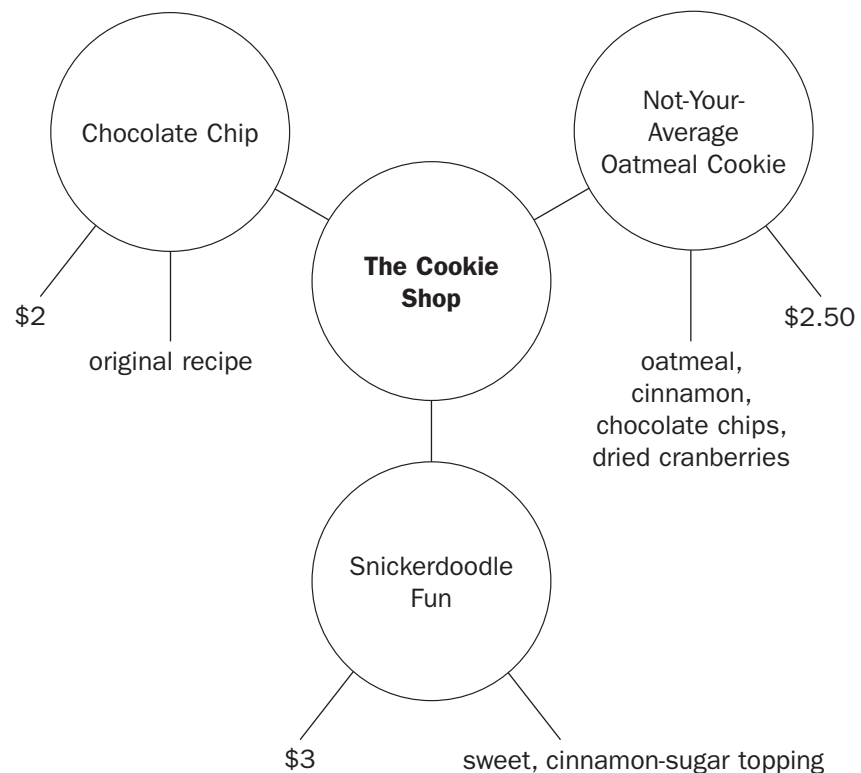 Chocolate Chip
$2
original recipe
The Cookie
Shop
Not-Your-
Average
Oatmeal Cookie
$2.50
oatmeal,
cinnamon,
chocolate chips,
dried cranberries
Snickerdoodle
Fun
$3
sweet, cinnamon-sugar topping